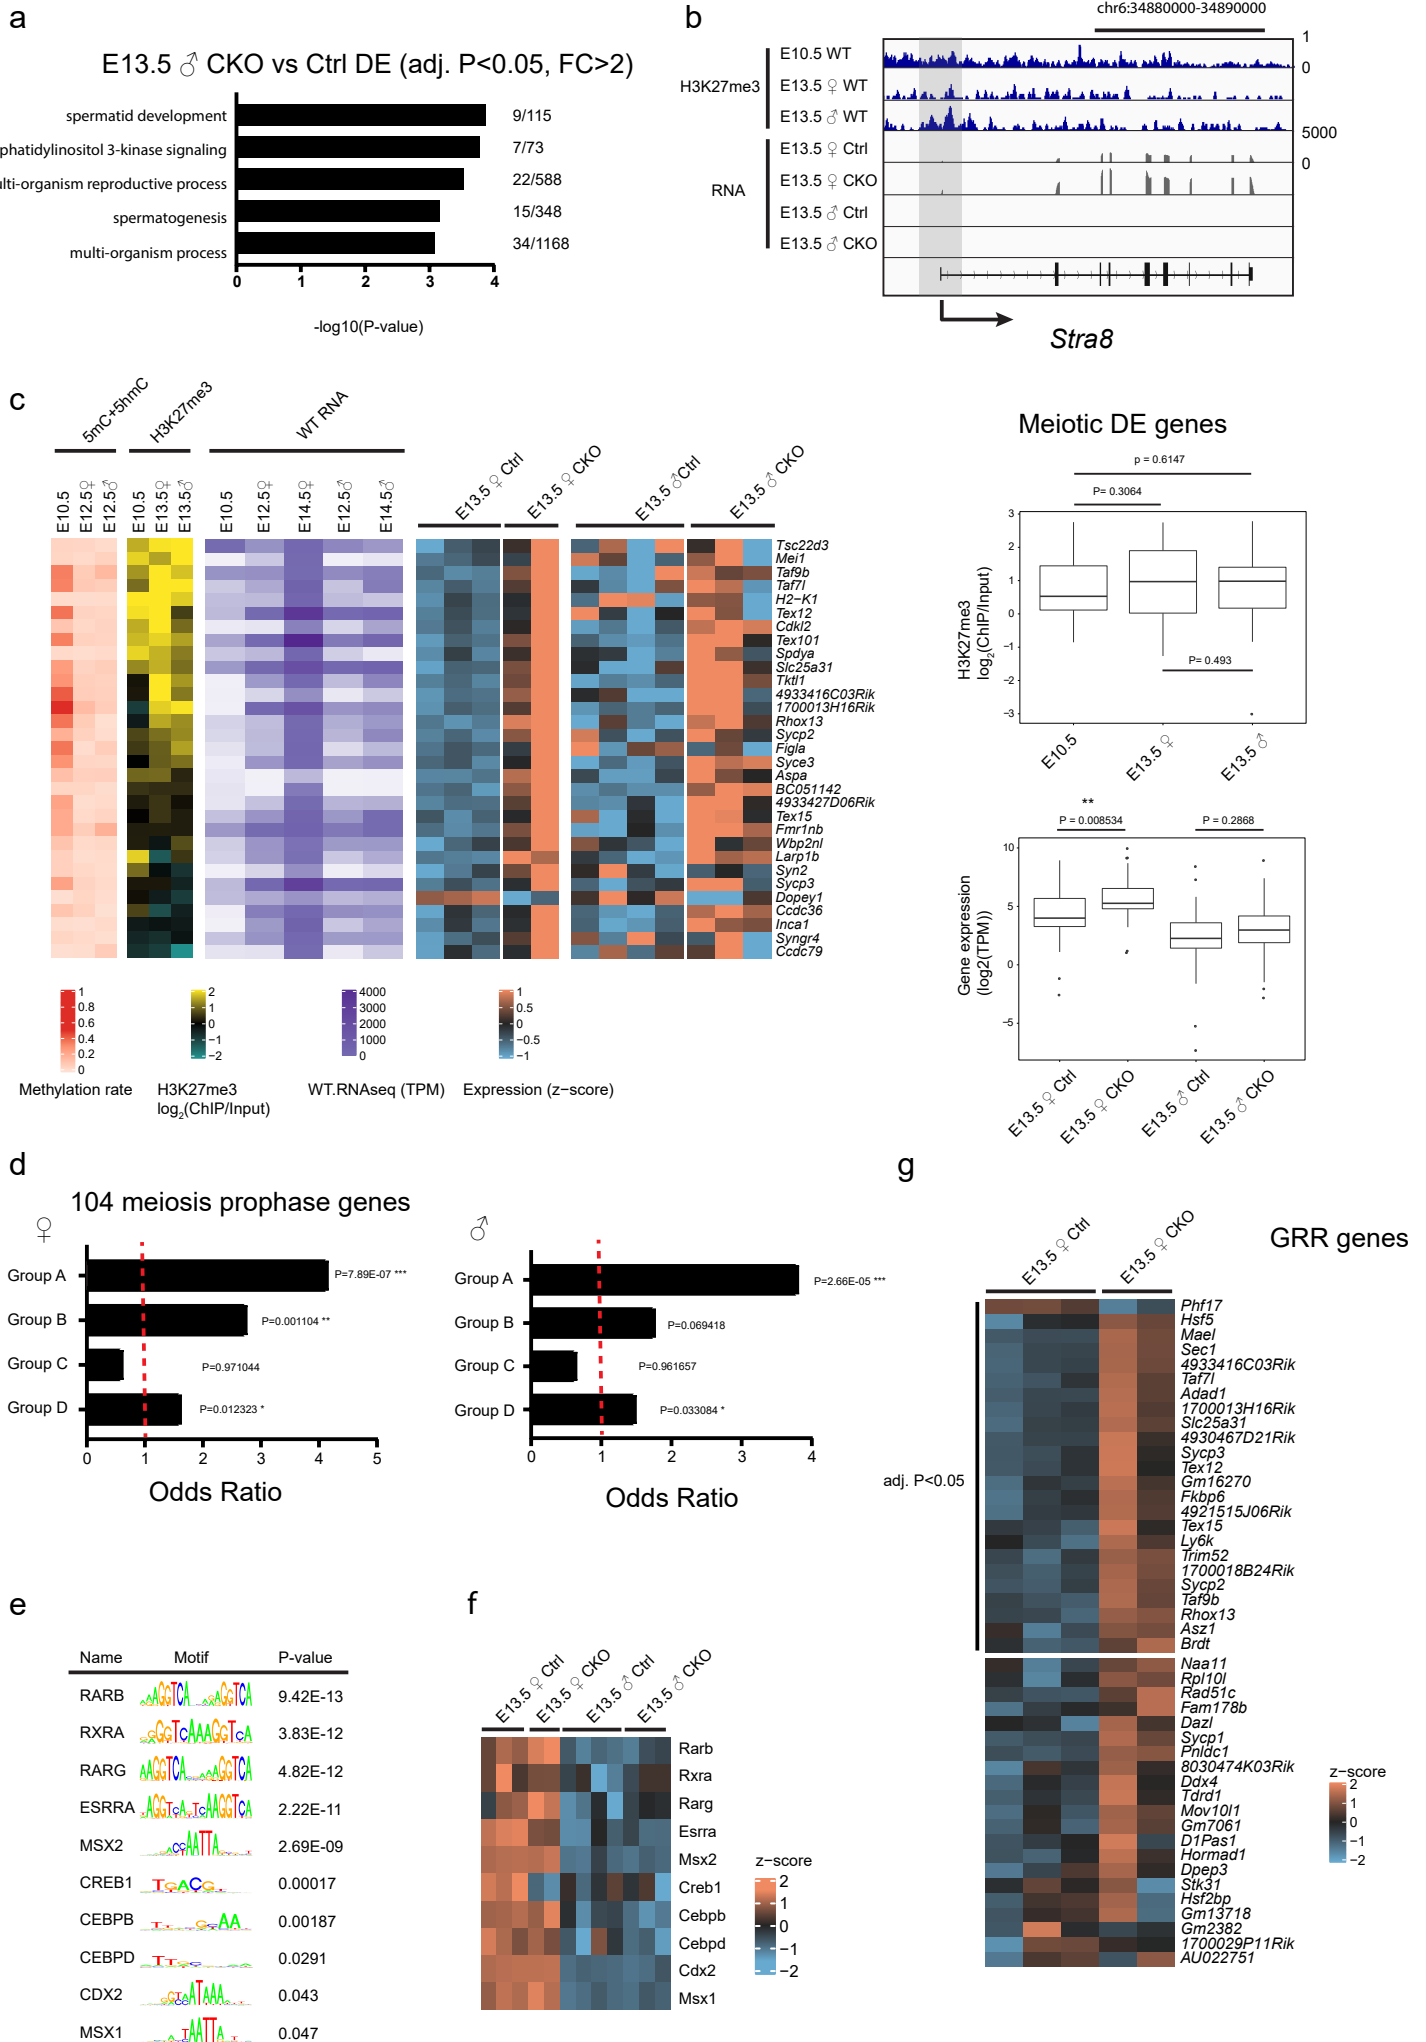 a
E13.5 ♂ CKO vs Ctrl DE (adj. P<0.05, FC>2)
spermatid development 9/115
phatidylinositol 3-kinase signaling 7/73
lti-organism reproductive process 22/588
spermatogenesis 15/348
multi-organism process 34/1168
0 1 2 3 4
-log10(P-value)
b
chr6:34880000-34890000
H3K27me3
E10.5 WT
E13.5 ♀ WT
E13.5 ♂ WT
1
0
RNA
E13.5 ♀ Ctrl
E13.5 ♀ CKO
E13.5 ♂ Ctrl
E13.5 ♂ CKO
5000
0
Stra8
c
5mC+5hmC
H3K27me3
WT RNA
E13.5 ♀ Ctrl
E13.5 ♀ CKO
E13.5 ♂Ctrl
E13.5 ♂ CKO
E10.5
E12.5♀
E12.5♂
E10.5
E13.5♀
E13.5♂
E10.5
E12.5♀
E14.5♀
E12.5♂
E14.5♂
Tsc22d3
Mei1
Taf9b
Taf7l
H2−K1
Tex12
Cdkl2
Tex101
Spdya
Slc25a31
Tktl1
4933416C03Rik
1700013H16Rik
Rhox13
Sycp2
Figla
Syce3
Aspa
BC051142
4933427D06Rik
Tex15
Fmr1nb
Wbp2nl
Larp1b
Syn2
Sycp3
Dopey1
Ccdc36
Inca1
Syngr4
Ccdc79
1
0.8
0.6
0.4
0.2
0
Methylation rate
2
1
0
−1
−2
H3K27me3
log2(ChIP/Input)
4000
3000
2000
1000
0
WT.RNAseq (TPM)
1
0.5
0
−0.5
−1
Expression (z−score)
Meiotic DE genes
p = 0.6147
P= 0.3064
P= 0.493
3
2
1
0
−1
−2
−3
H3K27me3
log2(ChIP/Input)
E10.5
E13.5 ♀
E13.5 ♂
**
P = 0.008534
P = 0.2868
10
5
0
−5
Gene expression
(log2(TPM))
E13.5 ♀ Ctrl
E13.5 ♀ CKO
E13.5 ♂ Ctrl
E13.5 ♂ CKO
d
104 meiosis prophase genes
♀
Group A P=7.89E-07 ***
Group B P=0.001104 **
Group C P=0.971044
Group D P=0.012323 *
0 1 2 3 4 5
Odds Ratio
♂
Group A P=2.66E-05 ***
Group B P=0.069418
Group C P=0.961657
Group D P=0.033084 *
0 1 2 3 4
Odds Ratio
e
Name Motif P-value
RARB 9.42E-13
RXRA 3.83E-12
RARG 4.82E-12
ESRRA 2.22E-11
MSX2 2.69E-09
CREB1 0.00017
CEBPB 0.00187
CEBPD 0.0291
CDX2 0.043
MSX1 0.047
f
E13.5 ♀ Ctrl
E13.5 ♀ CKO
E13.5 ♂ Ctrl
E13.5 ♂ CKO
Rarb
Rxra
Rarg
Esrra
Msx2
Creb1
Cebpb
Cebpd
Cdx2
Msx1
z−score
2
1
0
−1
−2
g
GRR genes
E13.5 ♀ Ctrl
E13.5 ♀ CKO
adj. P<0.05
Phf17
Hsf5
Mael
Sec1
4933416C03Rik
Taf7l
Adad1
1700013H16Rik
Slc25a31
4930467D21Rik
Sycp3
Tex12
Gm16270
Fkbp6
4921515J06Rik
Tex15
Ly6k
Trim52
1700018B24Rik
Sycp2
Taf9b
Rhox13
Asz1
Brdt
Naa11
Rpl10l
Rad51c
Fam178b
Dazl
Sycp1
Pnldc1
8030474K03Rik
Ddx4
Tdrd1
Mov10l1
Gm7061
D1Pas1
Hormad1
Dpep3
Stk31
Hsf2bp
Gm13718
Gm2382
1700029P11Rik
AU022751
z−score
2
1
0
−1
−2